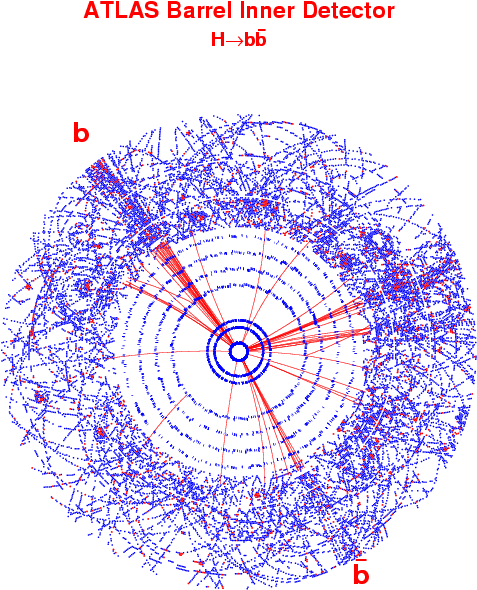 ATLAS Barrel Inner Detector
H→bb̄
b
b̄